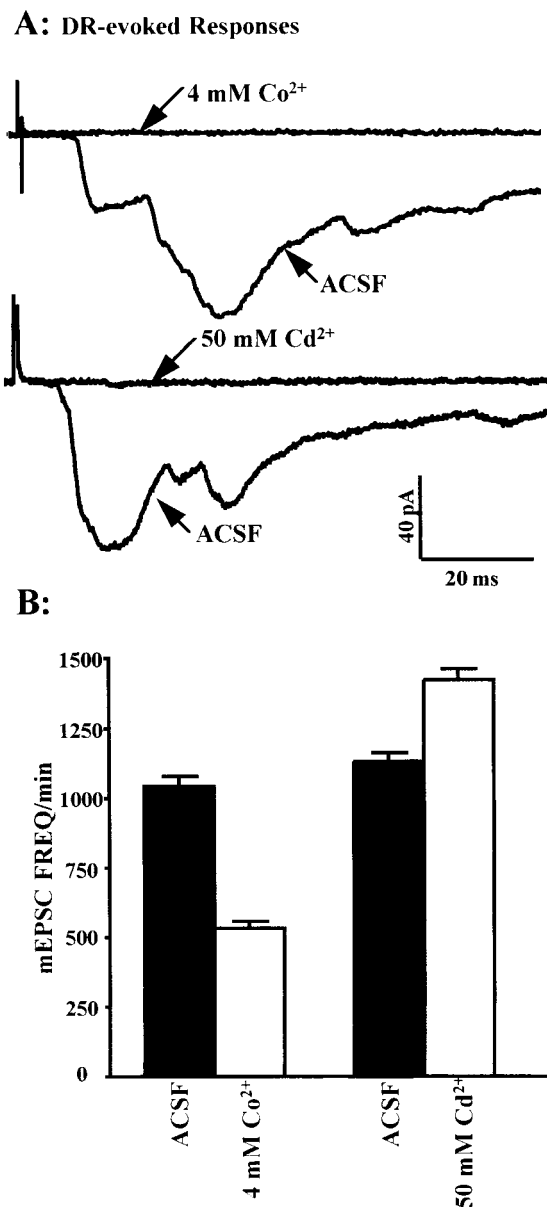 A: DR-evoked Responses
4 mM Co²⁺
ACSF
50 mM Cd²⁺
ACSF
40 pA
20 ms
B:
mEPSC FREQ/min
1500
1250
1000
750
500
250
0
ACSF
4 mM Co²⁺
ACSF
50 mM Cd²⁺